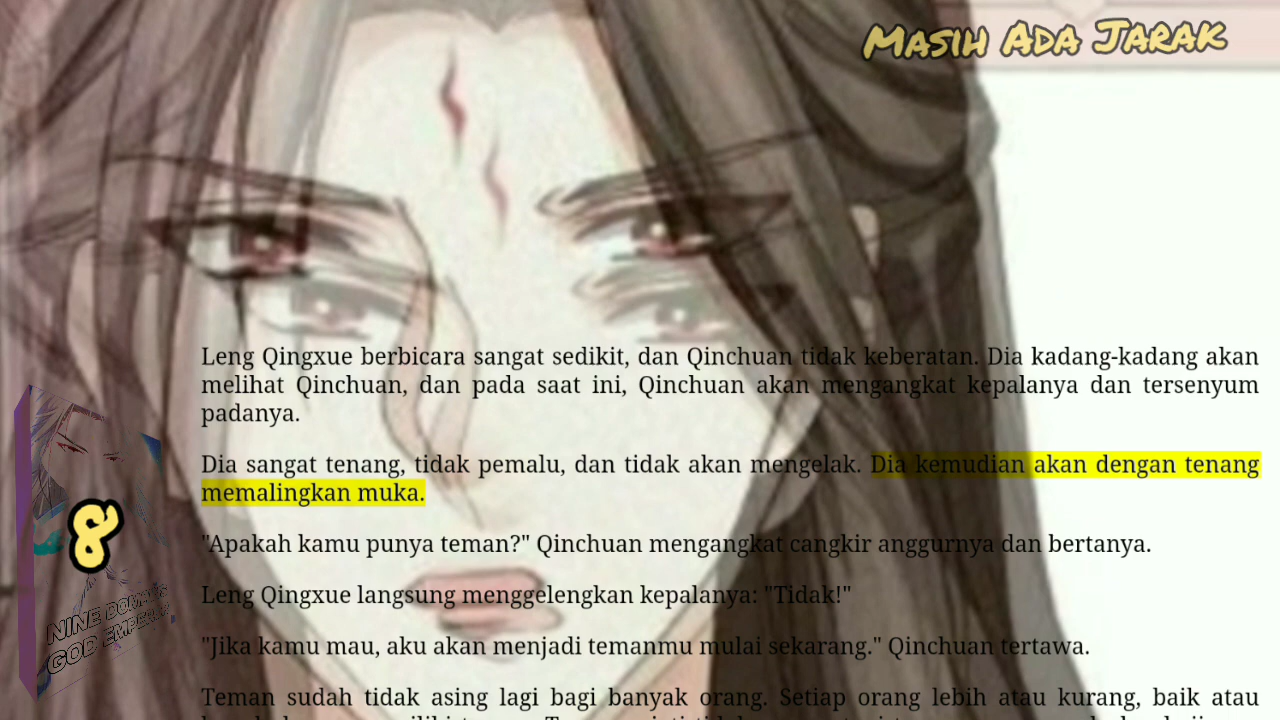 Masih Ada Jarak
Leng Qingxue berbicara sangat sedikit, dan Qinchuan tidak keberatan. Dia kadang-kadang akan
melihat Qinchuan, dan pada saat ini, Qinchuan akan mengangkat kepalanya dan tersenyum
padanya.
Dia sangat tenang, tidak pemalu, dan tidak akan mengelak. Dia kemudian akan dengan tenang
memalingkan muka.
"Apakah kamu punya teman?" Qinchuan mengangkat cangkir anggurnya dan bertanya.
Leng Qingxue langsung menggelengkan kepalanya: "Tidak!"
"Jika kamu mau, aku akan menjadi temanmu mulai sekarang." Qinchuan tertawa.
Teman sudah tidak asing lagi bagi banyak orang. Setiap orang lebih atau kurang, baik atau
8
NINE DOMAINS
GOD EMPEROR